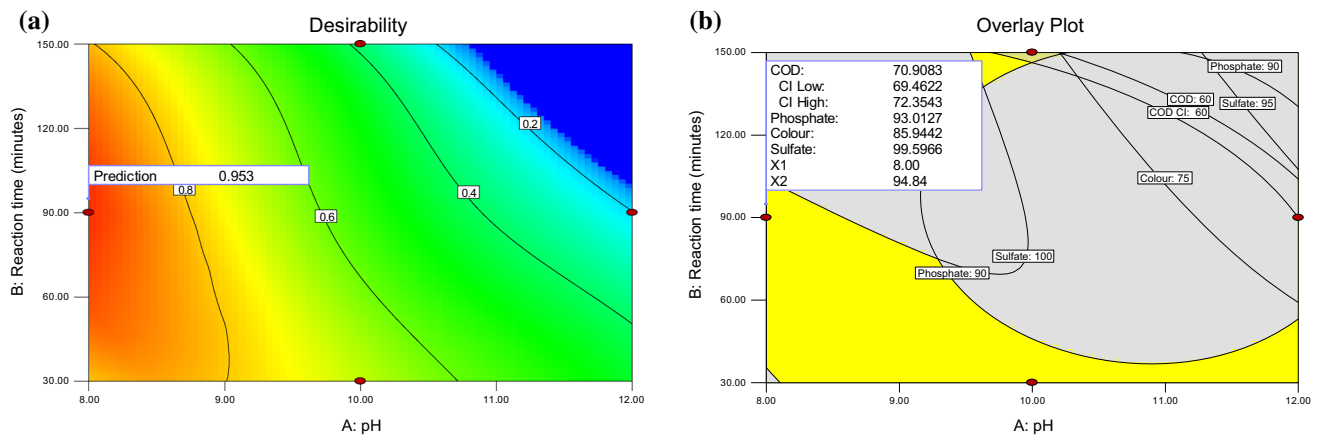 (a)
Desirability
B: Reaction time (minutes)
150.00
120.00
90.00
60.00
30.00
8.00
9.00
10.00
11.00
12.00
A: pH
Prediction 0.953
0.8
0.6
0.4
0.2
(b)
Overlay Plot
B: Reaction time (minutes)
150.00
120.00
90.00
60.00
30.00
8.00
9.00
10.00
11.00
12.00
A: pH
COD: 70.9083
CI Low: 69.4622
CI High: 72.3543
Phosphate: 93.0127
Colour: 85.9442
Sulfate: 99.5966
X1 8.00
X2 94.84
Phosphate: 90
COD: 60
Sulfate: 95
COD CI: 60
Colour: 75
Sulfate: 100
Phosphate: 90